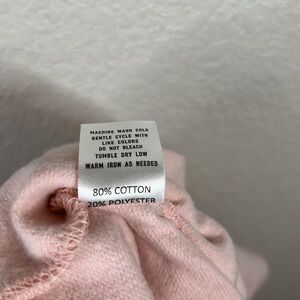 MACHINE WASH COLD
GENTLE CYCLE WITH
LIKE COLORS
DO NOT BLEACH
TUMBLE DRY LOW
WARM IRON AS NEEDED
80% COTTON
20% POLYESTER